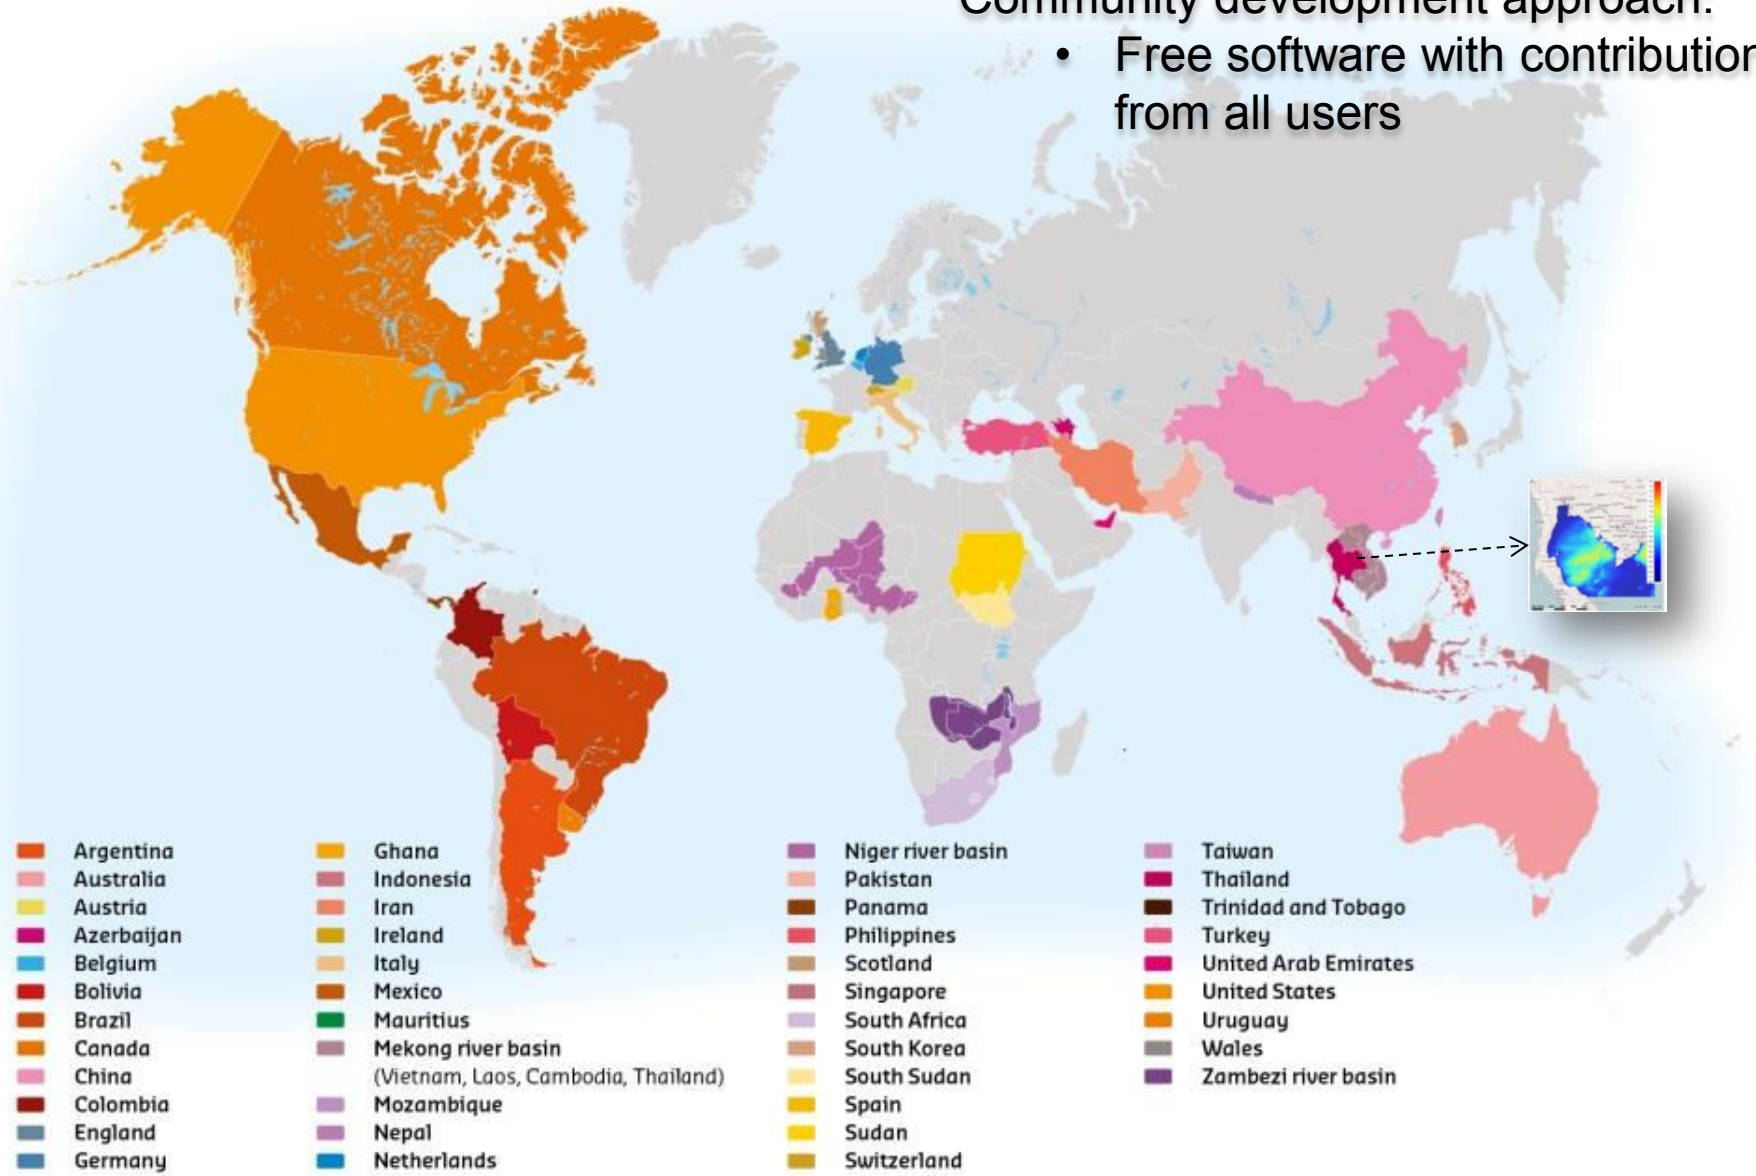 Community development approach:
• Free software with contribution
from all users
Argentina
Australia
Austria
Azerbaijan
Belgium
Bolivia
Brazil
Canada
China
Colombia
England
Germany
Ghana
Indonesia
Iran
Ireland
Italy
Mexico
Mauritius
Mekong river basin
(Vietnam, Laos, Cambodia, Thailand)
Mozambique
Nepal
Netherlands
Niger river basin
Pakistan
Panama
Philippines
Scotland
Singapore
South Africa
South Korea
South Sudan
Spain
Sudan
Switzerland
Taiwan
Thailand
Trinidad and Tobago
Turkey
United Arab Emirates
United States
Uruguay
Wales
Zambezi river basin